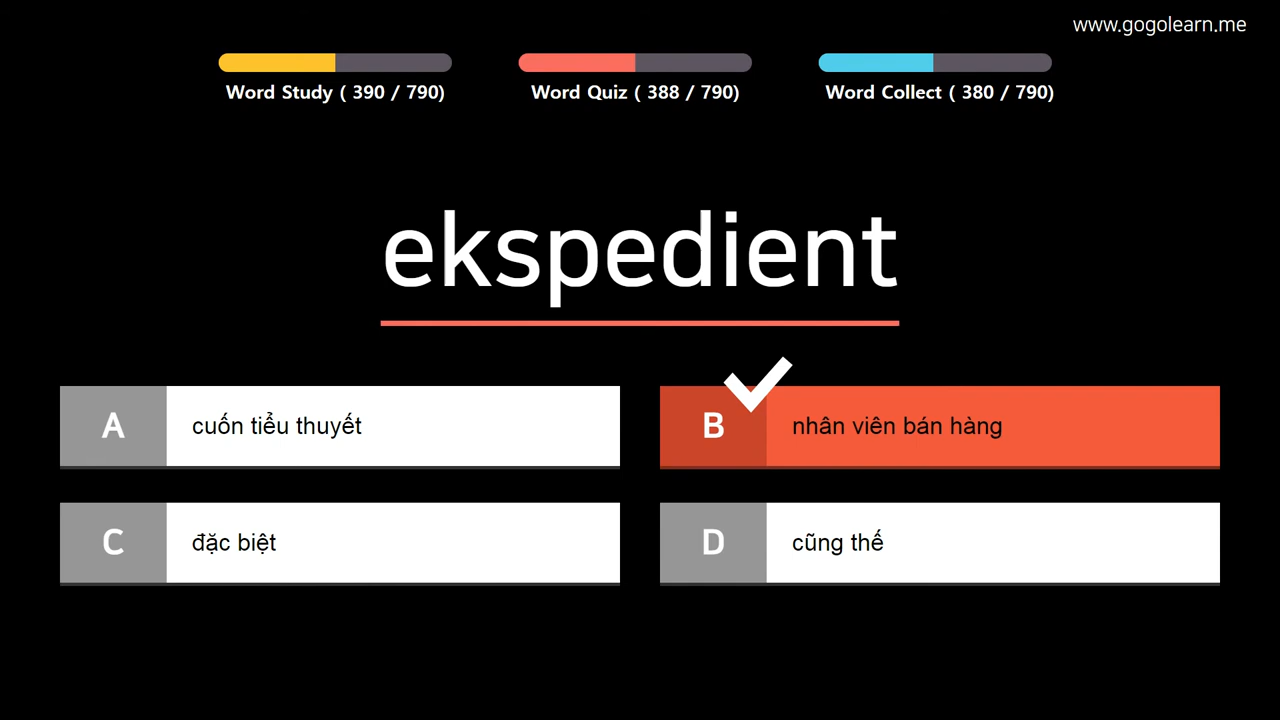 www.gogolearn.me
Word Study ( 390 / 790)
Word Quiz ( 388 / 790)
Word Collect ( 380 / 790)
ekspedient
A
cuốn tiểu thuyết
B
nhân viên bán hàng
C
đặc biệt
D
cũng thế